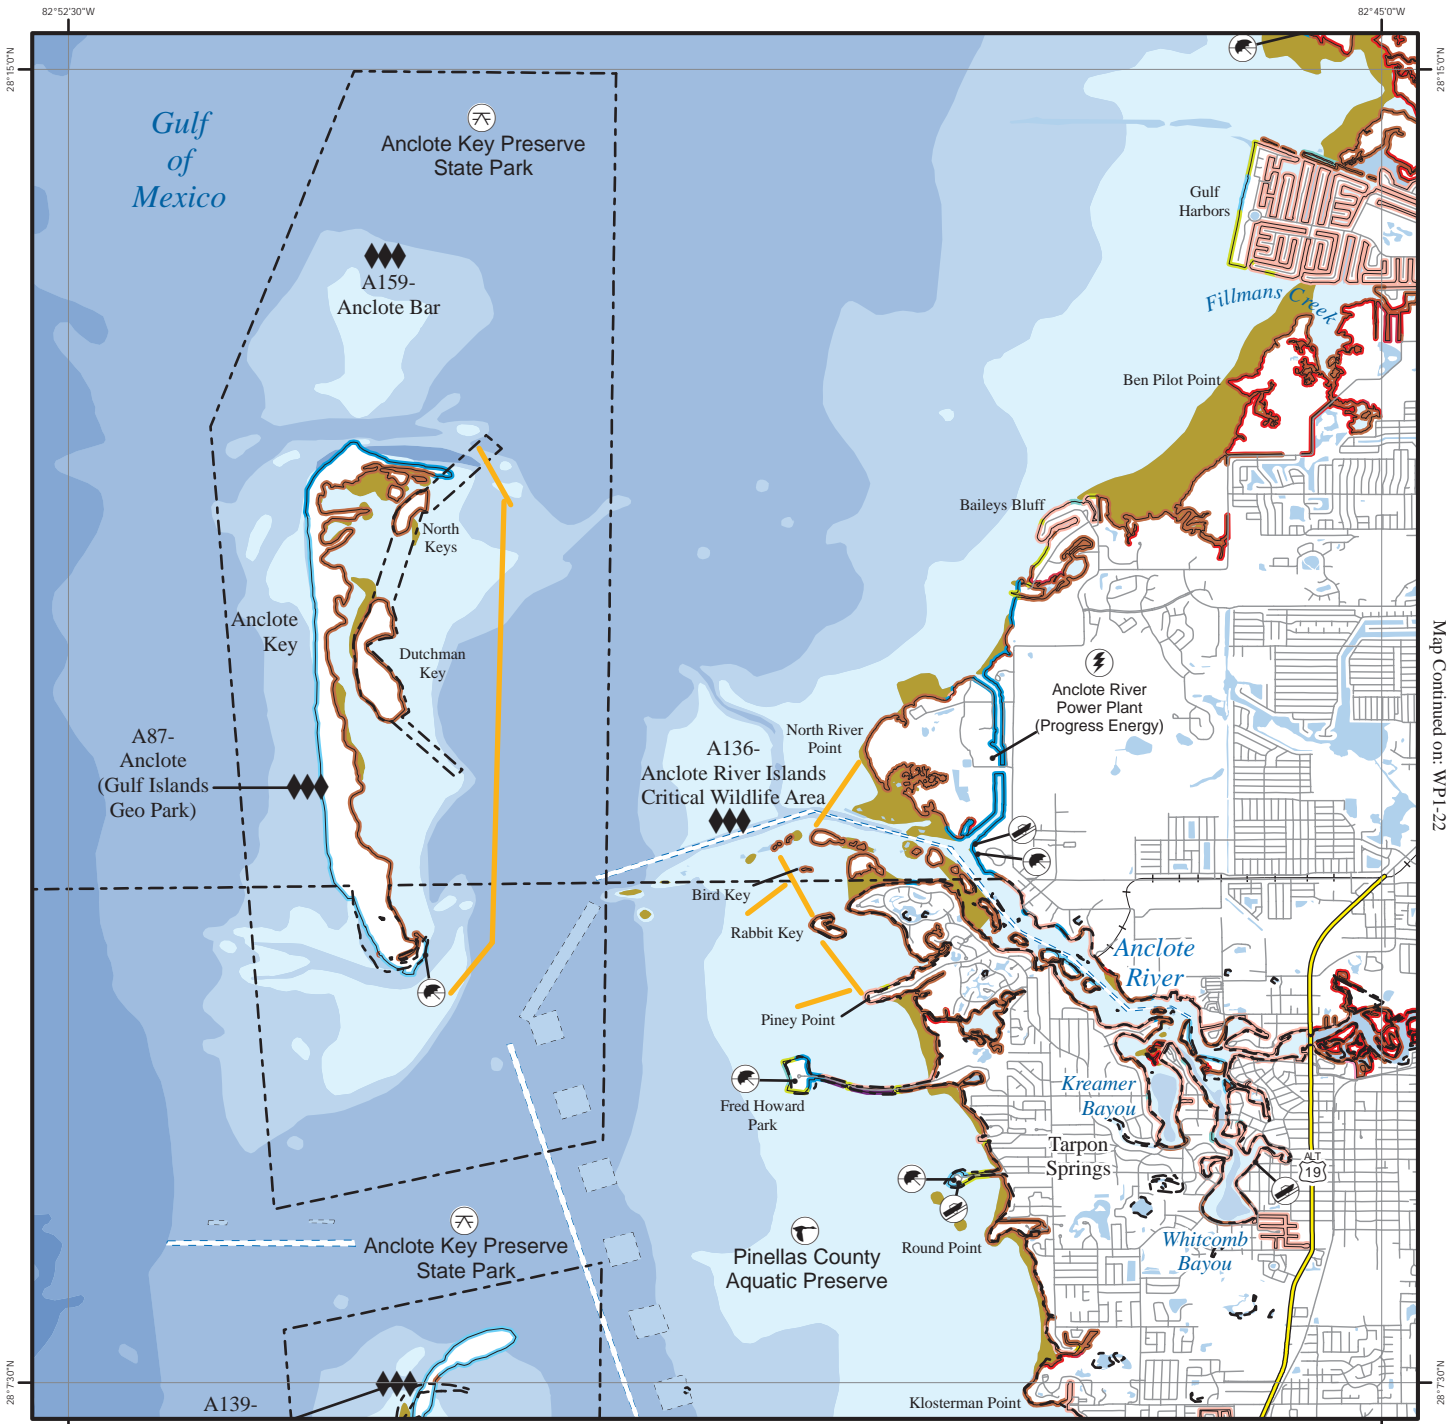 82°52'30"W
82°45'0"W
28°15'0"N
28°15'0"N
Gulf
of
Mexico
Anclote Key Preserve
State Park
Gulf
Harbors
A159-
Anclote Bar
Fillmans Creek
Ben Pilot Point
Baileys Bluff
North
Keys
Anclote
Key
Dutchman
Key
Map Continued on: WP1-22
Anclote River
Power Plant
(Progress Energy)
North River
Point
A87-
Anclote
(Gulf Islands
Geo Park)
A136-
Anclote River Islands
Critical Wildlife Area
Bird Key
Rabbit Key
Anclote
River
Piney Point
Fred Howard
Park
Kreamer
Bayou
Tarpon
Springs
ALT
19
Anclote Key Preserve
State Park
Pinellas County
Aquatic Preserve
Round Point
Whitcomb
Bayou
28°7'30"N
28°7'30"N
A139-
Klosterman Point